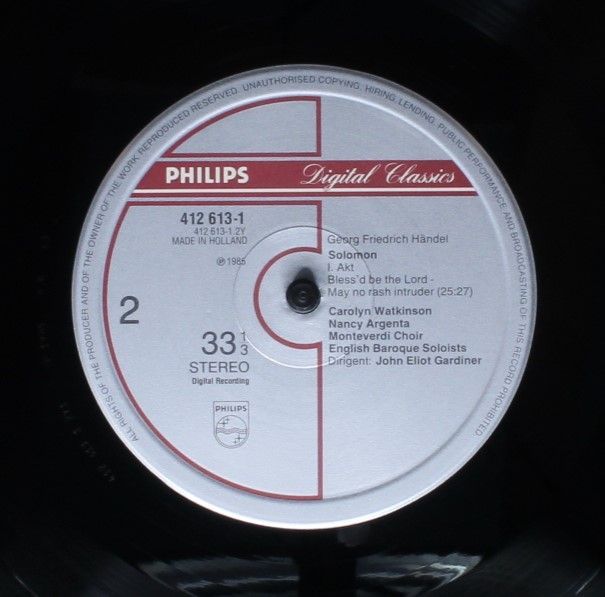 ALL RIGHTS OF THE PRODUCER AND OF THE OWNER OF THE WORK REPRODUCED RESERVED. UNAUTHORISED COPYING, HIRING, LENDING, PUBLIC PERFORMANCE AND BROADCASTING OF THIS RECORD PROHIBITED.
PHILIPS Digital Classics
412 613-1
412 613-1.2Y
MADE IN HOLLAND
℗ 1985
2
33 1/3
STEREO
Digital Recording
PHILIPS
Georg Friedrich Händel
Solomon
I. Akt
Bless`d be the Lord -
May no rash intruder (25:27)
Carolyn Watkinson
Nancy Argenta
Monteverdi Choir
English Baroque Soloists
Dirigent: John Eliot Gardiner